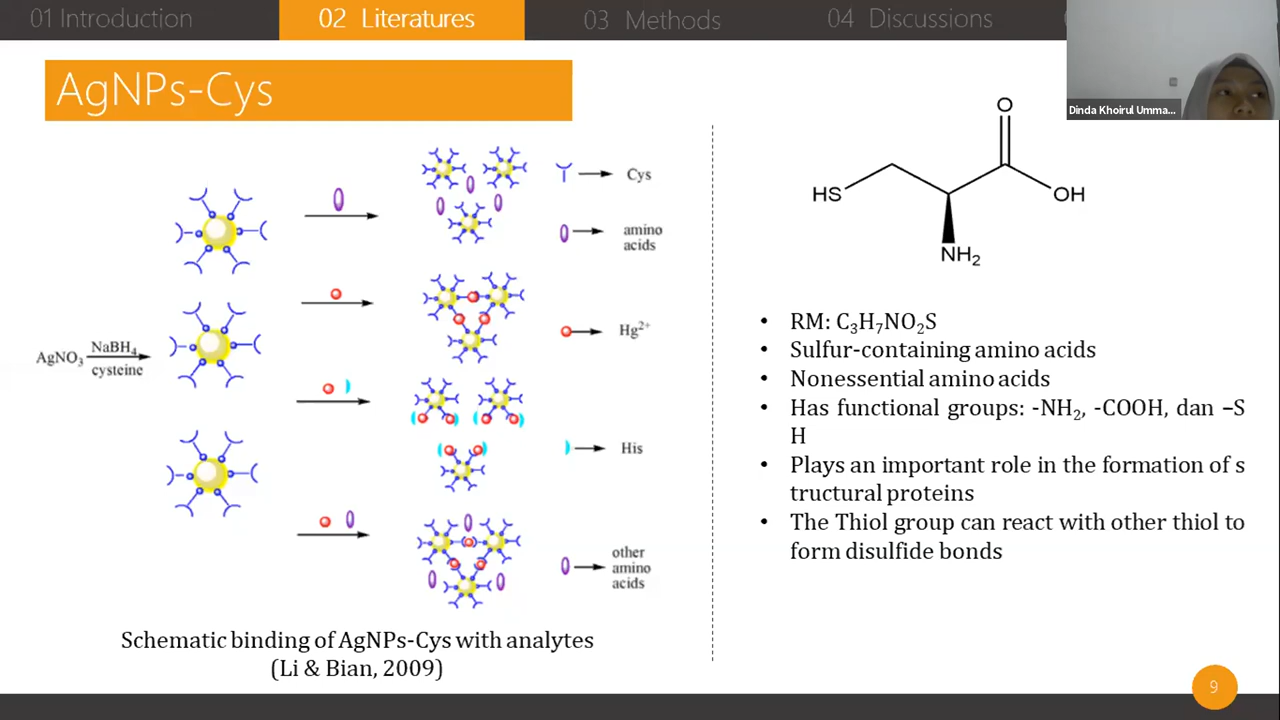 01 Introduction
02 Literatures
03 Methods
04 Discussions
Dinda Khoirul Umma...
AgNPs-Cys
Cys
amino
acids
Hg²⁺
AgNO₃
NaBH₄
cysteine
His
other
amino
acids
Schematic binding of AgNPs-Cys with analytes
(Li & Bian, 2009)
O
HS
OH
NH₂
• RM: C₃H₇NO₂S
• Sulfur-containing amino acids
• Nonessential amino acids
• Has functional groups: -NH₂, -COOH, dan –S
H
• Plays an important role in the formation of s
tructural proteins
• The Thiol group can react with other thiol to
form disulfide bonds
9